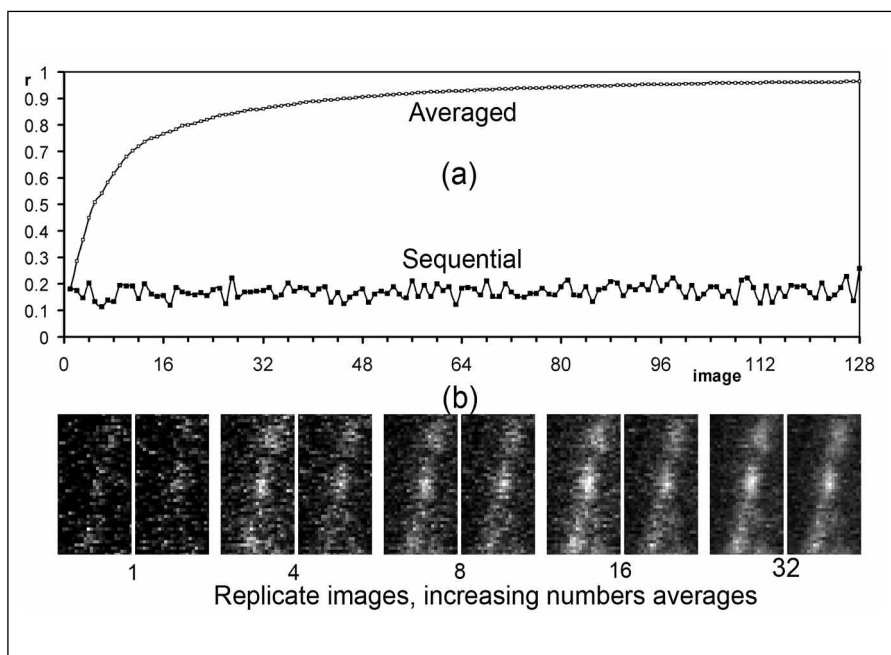 r
1
0.9
0.8
0.7
0.6
0.5
0.4
0.3
0.2
0.1
0
Averaged
(a)
Sequential
0 16 32 48 64 80 96 112 128
image
(b)
1 4 8 16 32
Replicate images, increasing numbers averages